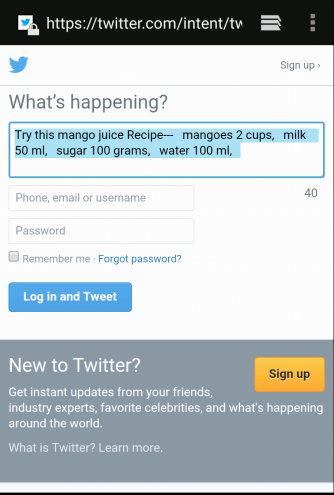 https://twitter.com/intent/tw
Sign up ›
What's happening?
Try this mango juice Recipe---   mangoes 2 cups,   milk
50 ml,   sugar 100 grams,   water 100 ml,
Phone, email or username
40
Password
Remember me · Forgot password?
Log in and Tweet
New to Twitter?
Sign up
Get instant updates from your friends,
industry experts, favorite celebrities, and what's happening
around the world.
What is Twitter? Learn more.